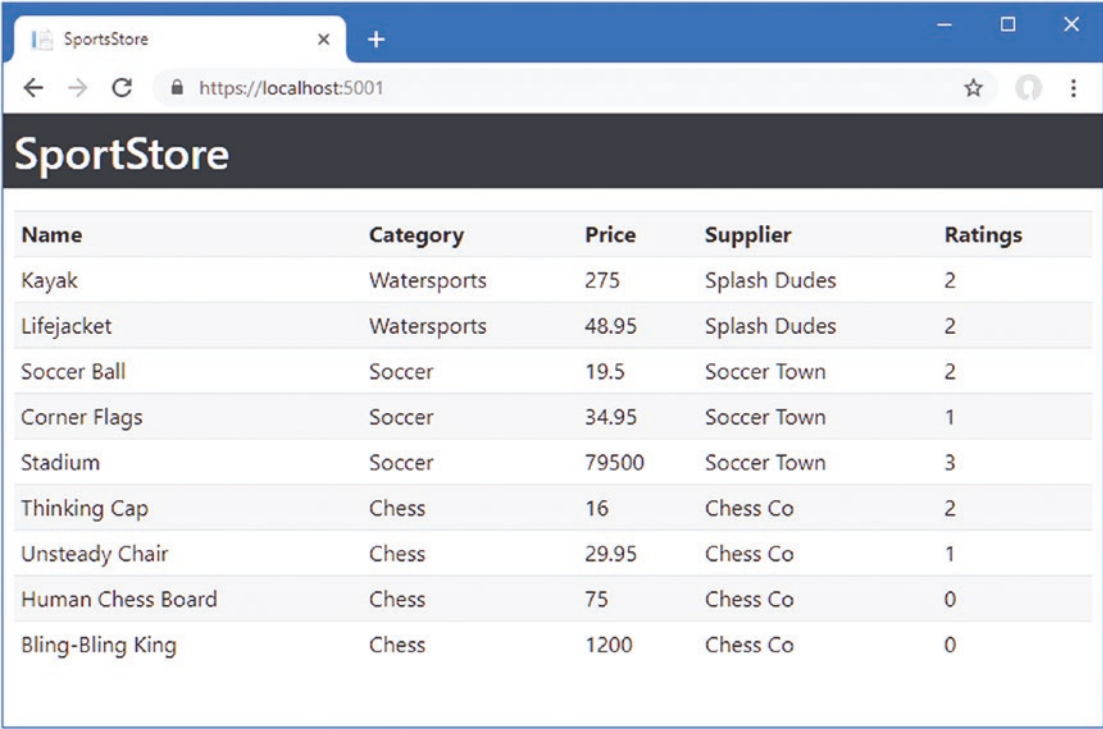 SportsStore
https://localhost:5001
SportStore
Name Category Price Supplier Ratings
Kayak Watersports 275 Splash Dudes 2
Lifejacket Watersports 48.95 Splash Dudes 2
Soccer Ball Soccer 19.5 Soccer Town 2
Corner Flags Soccer 34.95 Soccer Town 1
Stadium Soccer 79500 Soccer Town 3
Thinking Cap Chess 16 Chess Co 2
Unsteady Chair Chess 29.95 Chess Co 1
Human Chess Board Chess 75 Chess Co 0
Bling-Bling King Chess 1200 Chess Co 0